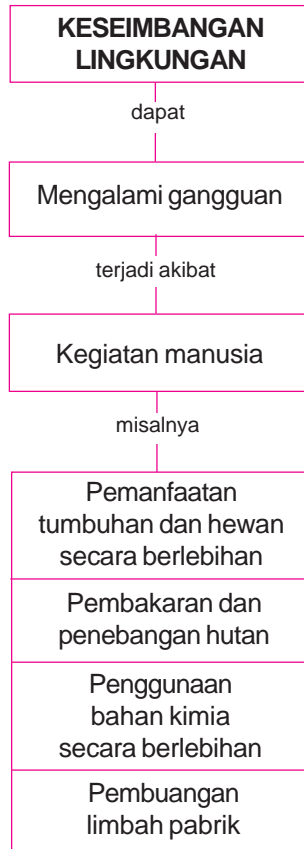 KESEIMBANGAN
LINGKUNGAN
dapat
Mengalami gangguan
terjadi akibat
Kegiatan manusia
misalnya
Pemanfaatan
tumbuhan dan hewan
secara berlebihan
Pembakaran dan
penebangan hutan
Penggunaan
bahan kimia
secara berlebihan
Pembuangan
limbah pabrik